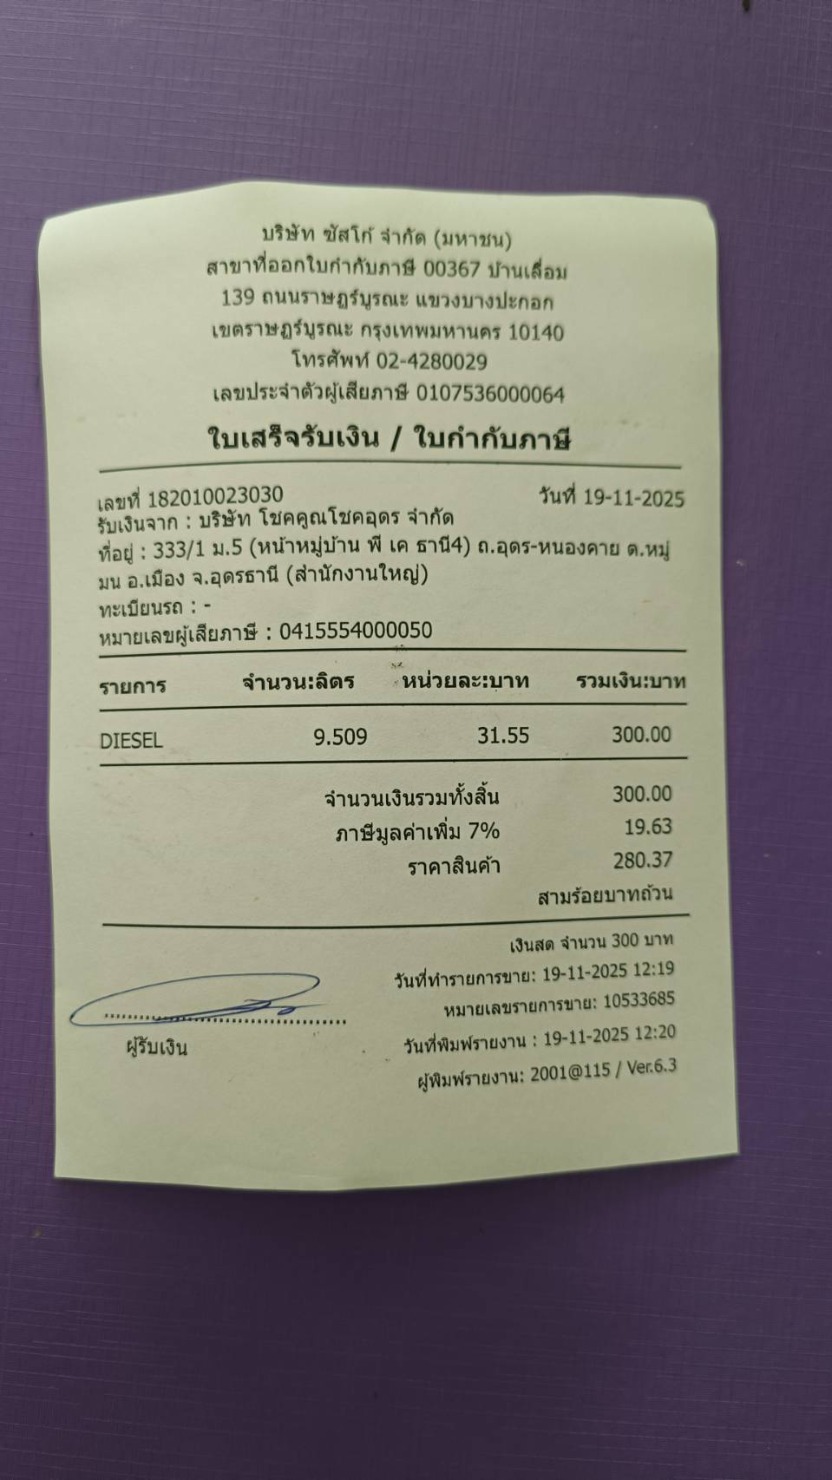 บริษัท ซัสโก้ จำกัด (มหาชน)
สาขาที่ออกใบกำกับภาษี 00367 บ้านเลื่อม
139 ถนนราษฎร์บูรณะ แขวงบางปะกอก
เขตราษฎร์บูรณะ กรุงเทพมหานคร 10140
โทรศัพท์ 02-4280029
เลขประจำตัวผู้เสียภาษี 0107536000064
ใบเสร็จรับเงิน / ใบกำกับภาษี
เลขที่ 182010023030 วันที่ 19-11-2025
รับเงินจาก : บริษัท โชคคูณโชคอุดร จำกัด
ที่อยู่ : 333/1 ม.5 (หน้าหมู่บ้าน พี เค ธานี4) ถ.อุดร-หนองคาย ต.หมู
มน อ.เมือง จ.อุดรธานี (สำนักงานใหญ่)
ทะเบียนรถ : -
หมายเลขผู้เสียภาษี : 0415554000050
รายการ จำนวน:ลิตร หน่วยละ:บาท รวมเงิน:บาท
DIESEL 9.509 31.55 300.00
จำนวนเงินรวมทั้งสิ้น 300.00
ภาษีมูลค่าเพิ่ม 7% 19.63
ราคาสินค้า 280.37
สามร้อยบาทถ้วน
เงินสด จำนวน 300 บาท
วันที่ทำรายการขาย: 19-11-2025 12:19
หมายเลขรายการขาย: 10533685
วันที่พิมพ์รายงาน : 19-11-2025 12:20
ผู้พิมพ์รายงาน: 2001@115 / Ver.6.3
ผู้รับเงิน